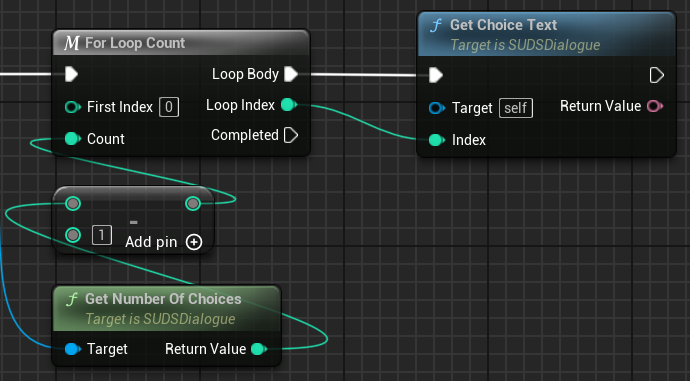 For Loop Count
Loop Body
First Index 0
Loop Index
Count
Completed
Get Choice Text
Target is SUDSDialogue
Target self
Return Value
Index
-
1
Add pin
Get Number Of Choices
Target is SUDSDialogue
Target
Return Value